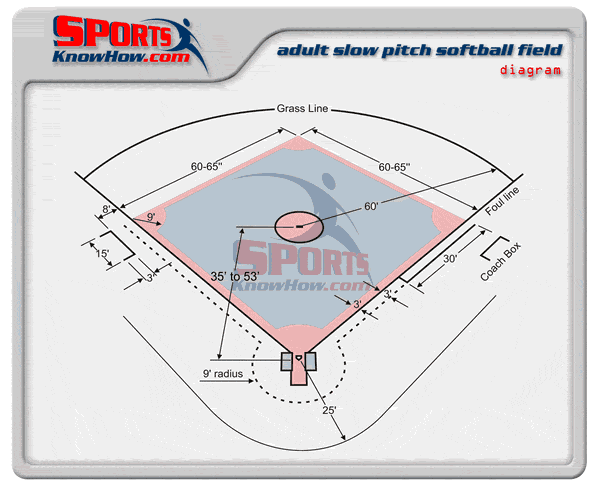 SPORTS
KnowHow.com
adult slow pitch softball field
diagram
Grass Line
60-65"
60-65"
60'
Foul line
8'
9'
15'
3'
35' to 53'
SPORTS
KnowHow.com
30'
Coach Box
3'
3'
9' radius
25'